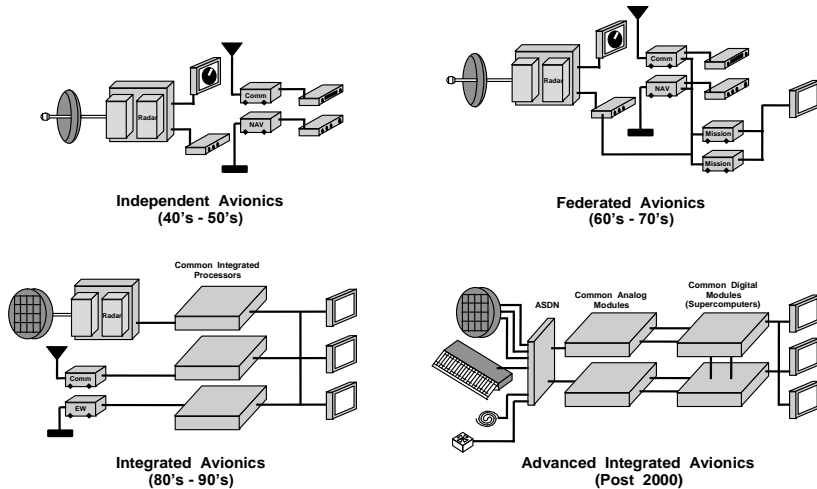 Radar
Comm
NAV
Independent Avionics
(40's - 50's)
Radar
Comm
NAV
Mission
Mission
Federated Avionics
(60's - 70's)
Common Integrated
Processors
Radar
Comm
EW
Integrated Avionics
(80's - 90's)
ASDN
Common Analog
Modules
Common Digital
Modules
(Supercomputers)
Advanced Integrated Avionics
(Post 2000)